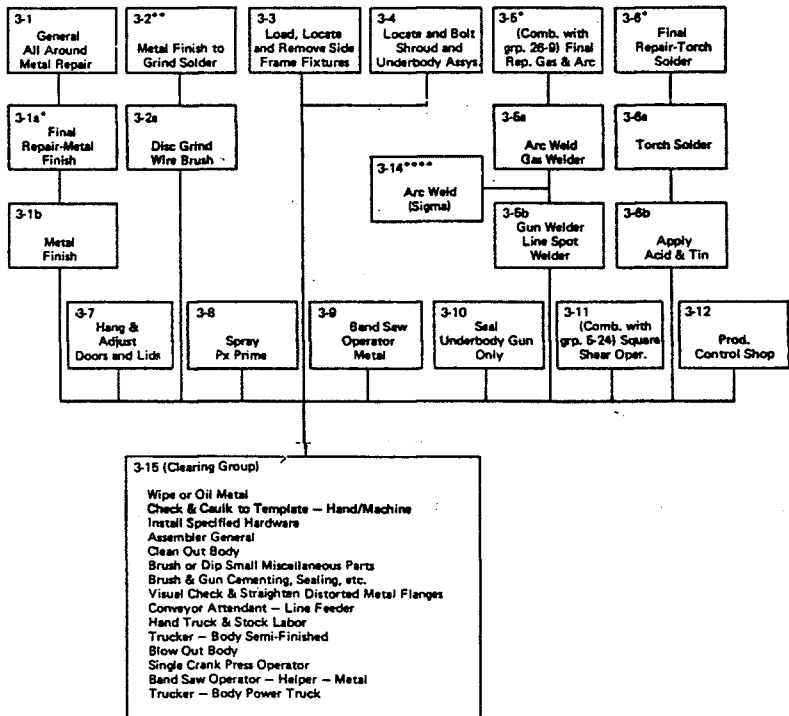 3-1
General
All Around
Metal Repair
3-2**
Metal Finish to
Grind Solder
3-3
Load, Locate
and Remove Side
Frame Fixtures
3-4
Locate and Bolt
Shroud and
Underbody Assys.
3-5*
(Comb. with
grp. 26-9) Final
Rep. Gas & Arc
3-6*
Final
Repair-Torch
Solder
3-1a*
Final
Repair-Metal
Finish
3-2a
Disc Grind
Wire Brush
3-14****
Arc Weld
(Sigma)
3-5a
Arc Weld
Gas Welder
3-6a
Torch Solder
3-1b
Metal
Finish
3-5b
Gun Welder
Line Spot
Welder
3-6b
Apply
Acid & Tin
3-7
Hang &
Adjust
Doors and Lids
3-8
Spray
Px Prime
3-9
Band Saw
Operator
Metal
3-10
Seal
Underbody Gun
Only
3-11
(Comb. with
grp. 5-24) Square
Shear Oper.
3-12
Prod.
Control Shop
3-15 (Clearing Group)
Wipe or Oil Metal
Check & Caulk to Template – Hand/Machine
Install Specified Hardware
Assembler General
Clean Out Body
Brush or Dip Small Miscellaneous Parts
Brush & Gun Cementing, Sealing, etc.
Visual Check & Straighten Distorted Metal Flanges
Conveyor Attendant – Line Feeder
Hand Truck & Stock Labor
Trucker – Body Semi-Finished
Blow Out Body
Single Crank Press Operator
Band Saw Operator – Helper – Metal
Trucker – Body Power Truck